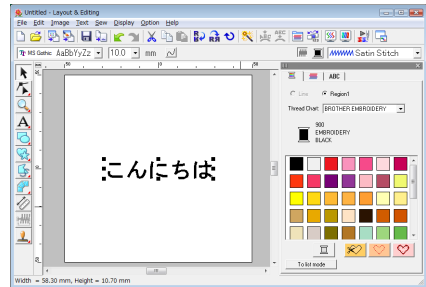 Untitled - Layout & Editing
File Edit Image Text Sew Display Option Help
MS Gothic AaBbYyZz 10.0 mm Satin Stitch
ABC
Line Region1
Thread Chart BROTHER EMBROIDERY
900
EMBROIDERY
BLACK
こんにちは
To list mode
Width = 58.30 mm, Height = 10.70 mm